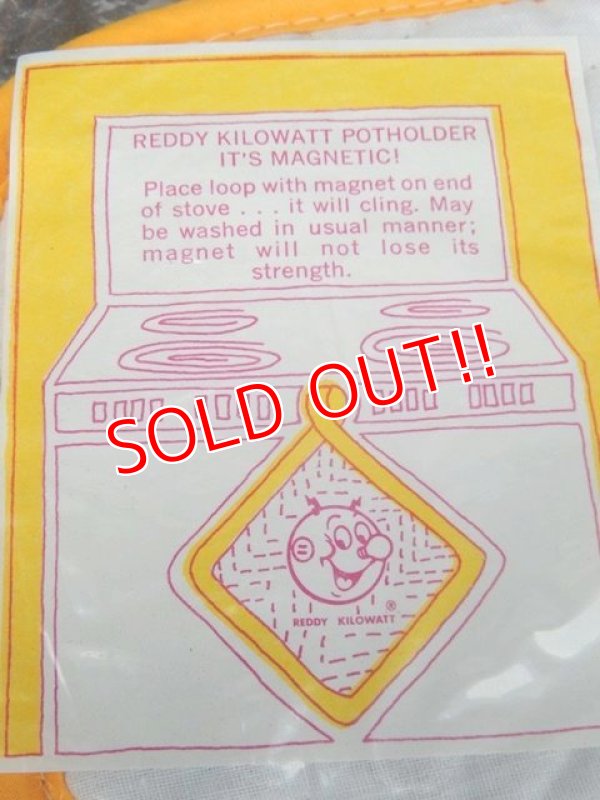 REDDY KILOWATT POTHOLDER
IT'S MAGNETIC!
Place loop with magnet on end
of stove . . . it will cling. May
be washed in usual manner;
magnet will not lose its
strength.
SOLD OUT!!
REDDY KILOWATT ®